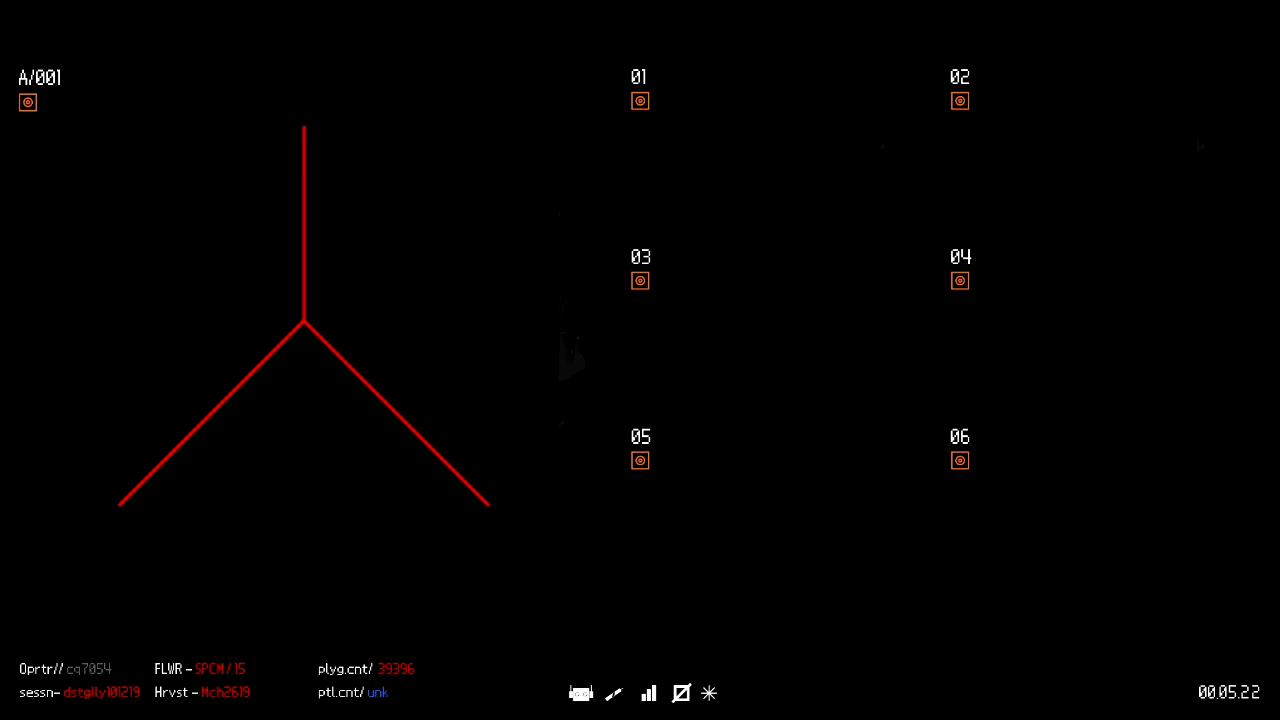 A/001
01
02
03
04
05
06
Oprtr// cq7054
FLWR - SPCM/15
plyg.cnt/ 39396
sessn- dstglly101219
Hrvst - Mch2619
ptl.cnt/ unk
00.05.22